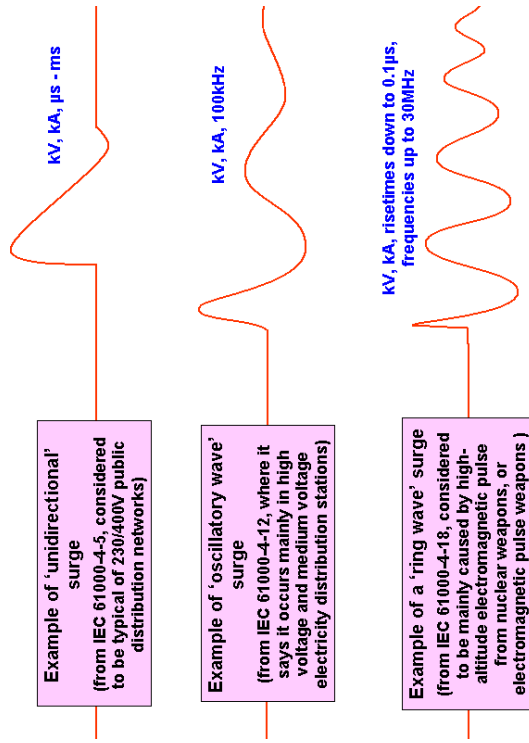 Example of ‘unidirectional’
surge
(from IEC 61000-4-5, considered
to be typical of 230/400V public
distribution networks)
kV, kA, µs - ms
Example of ‘oscillatory wave’
surge
(from IEC 61000-4-12, where it
says it occurs mainly in high
voltage and medium voltage
electricity distribution stations)
kV, kA, 100kHz
Example of a ‘ring wave’ surge
(from IEC 61000-4-18, considered
to be mainly caused by high-
altitude electromagnetic pulse
from nuclear weapons, or
electromagnetic pulse weapons )
kV, kA, risetimes down to 0.1µs,
frequencies up to 30MHz